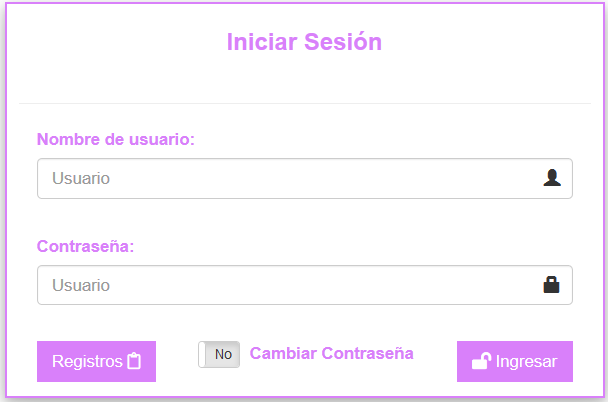 Iniciar Sesión
Nombre de usuario:
Usuario
Contraseña:
Usuario
Registros No Cambiar Contraseña Ingresar